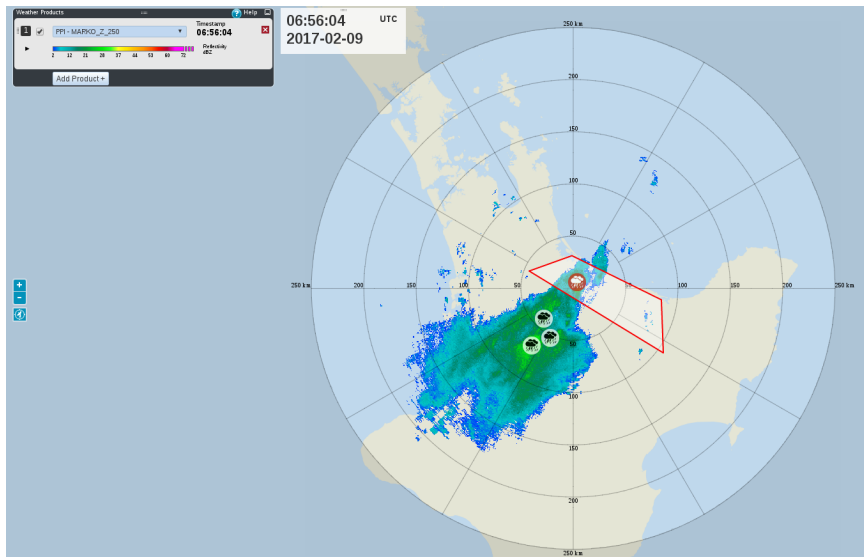 Weather Products
? Help
1 PPI - MARKO_Z_250
Timestamp
06:56:04
2 12 21 28 37 44 53 60 72
Reflectivity
dBZ
Add Product +
06:56:04 UTC
2017-02-09
250 km
200
150
100
50
250 km 200 150 100 50 50 100 150 200 250 km
50
100
150
200
250 km
+
−